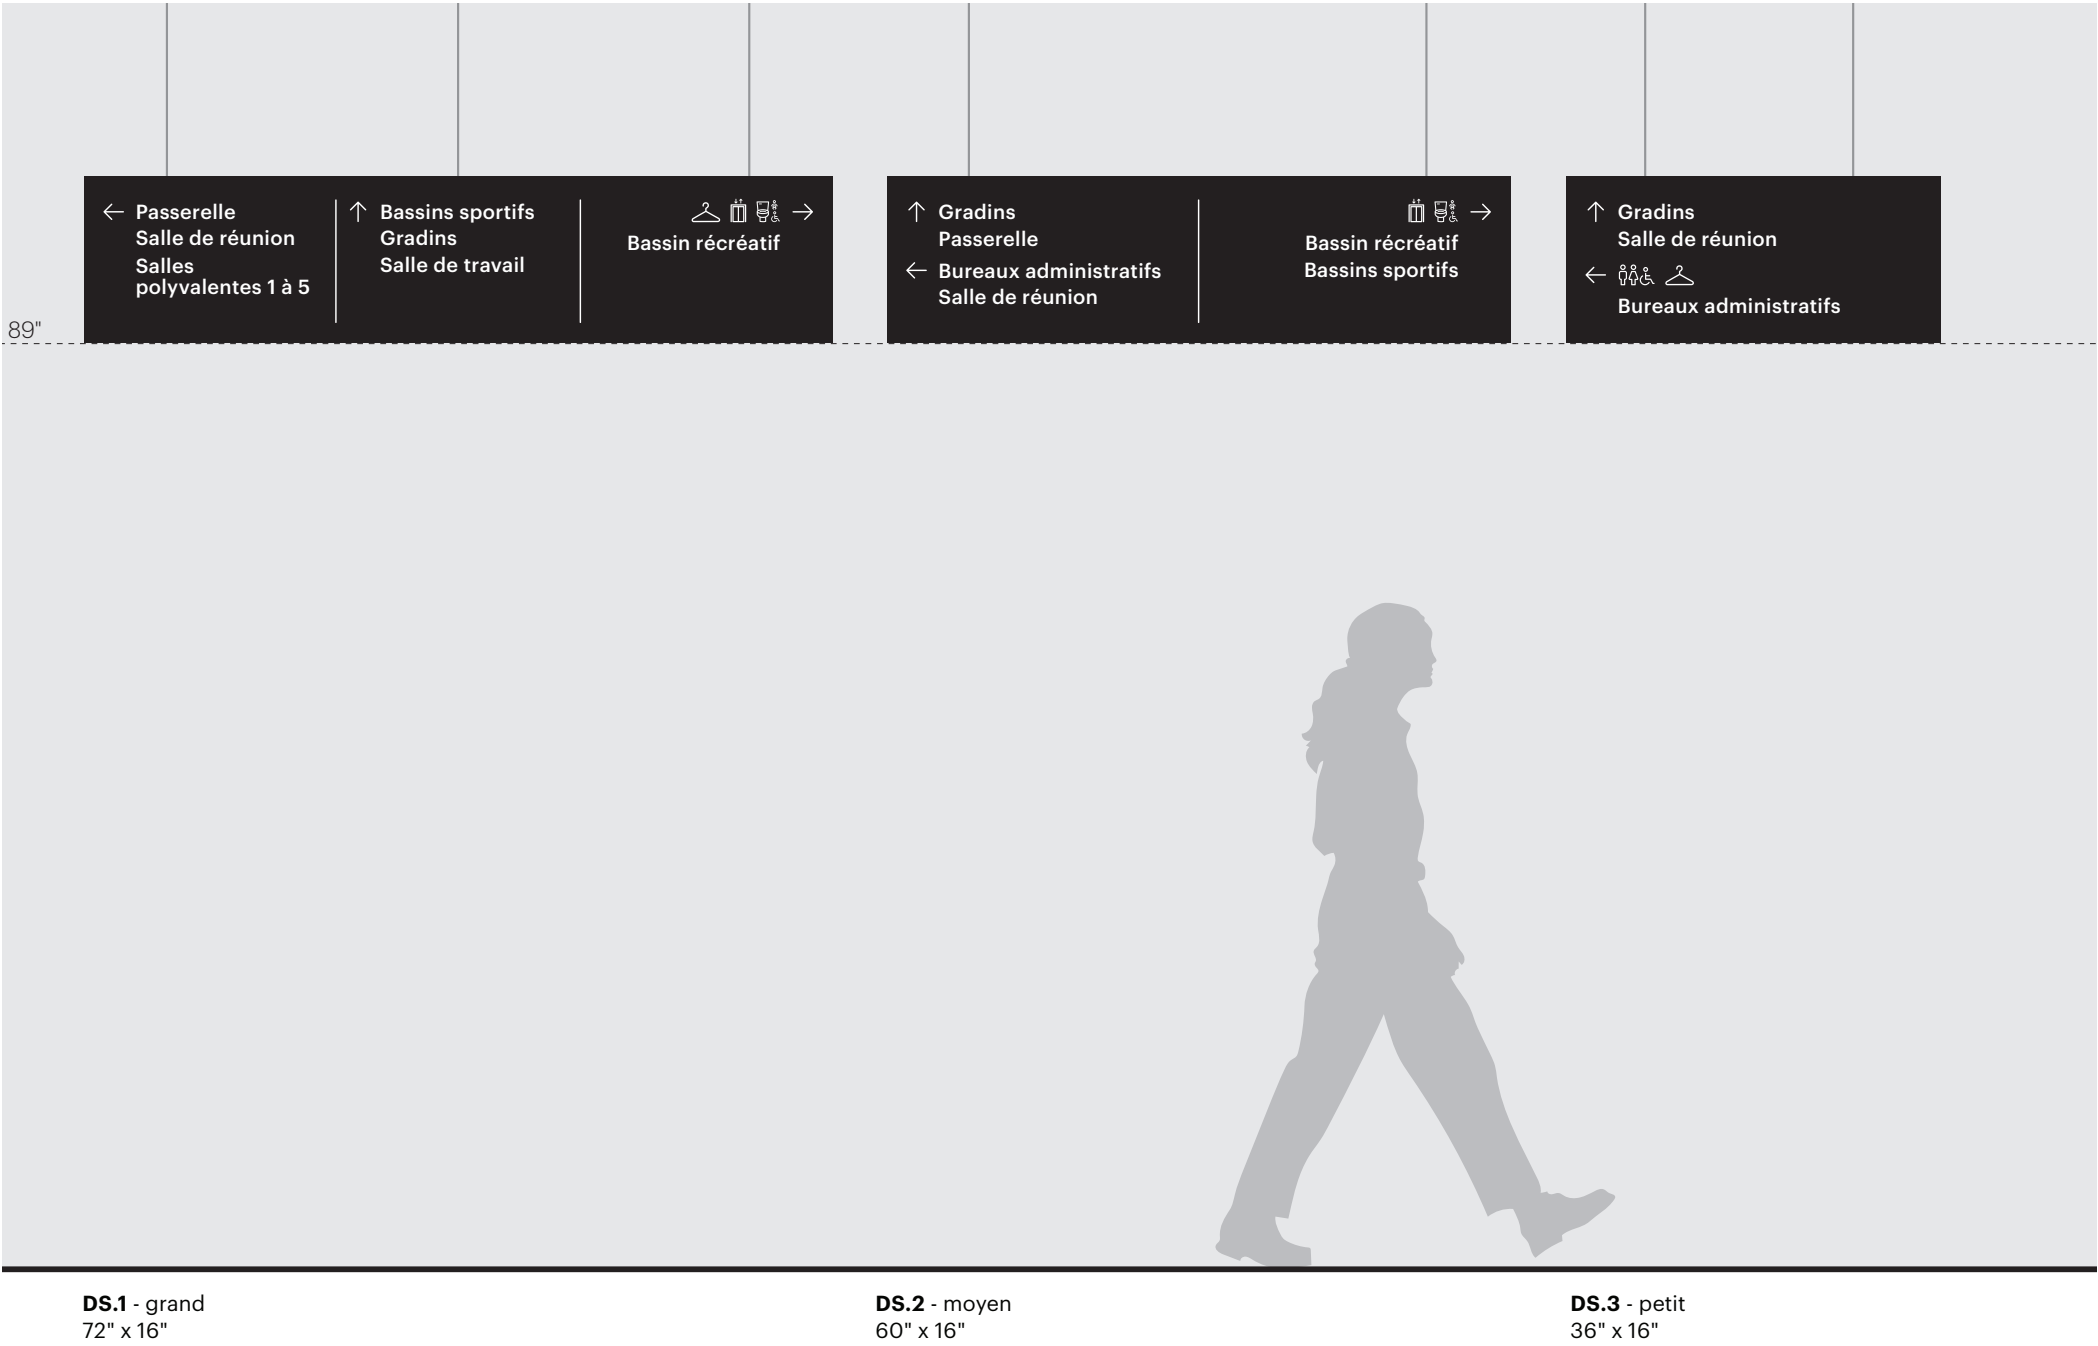 ← Passerelle
Salle de réunion
Salles
polyvalentes 1 à 5
↑ Bassins sportifs
Gradins
Salle de travail
→
Bassin récréatif
↑ Gradins
Passerelle
← Bureaux administratifs
Salle de réunion
→
Bassin récréatif
Bassins sportifs
↑ Gradins
Salle de réunion
←
Bureaux administratifs
89"
DS.1 - grand
72" x 16"
DS.2 - moyen
60" x 16"
DS.3 - petit
36" x 16"